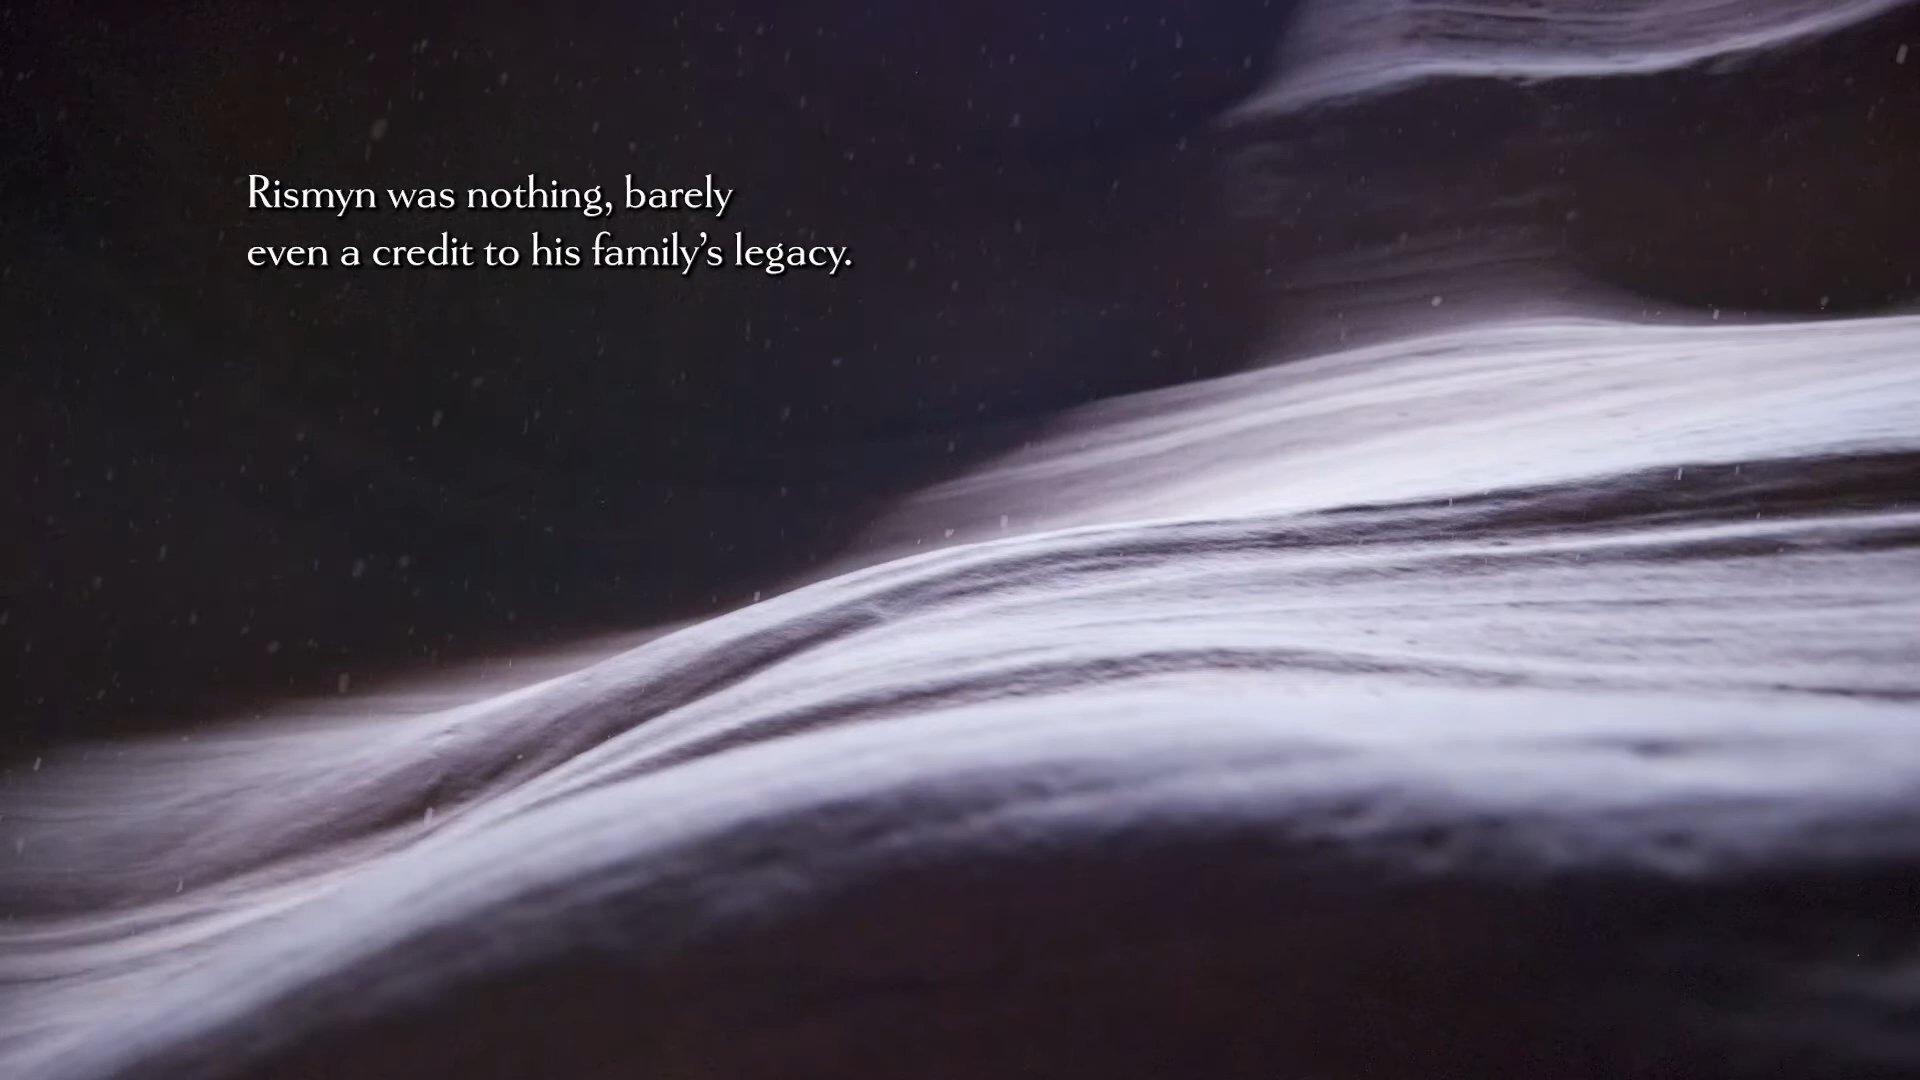 Rismyn was nothing, barely
even a credit to his family’s legacy.